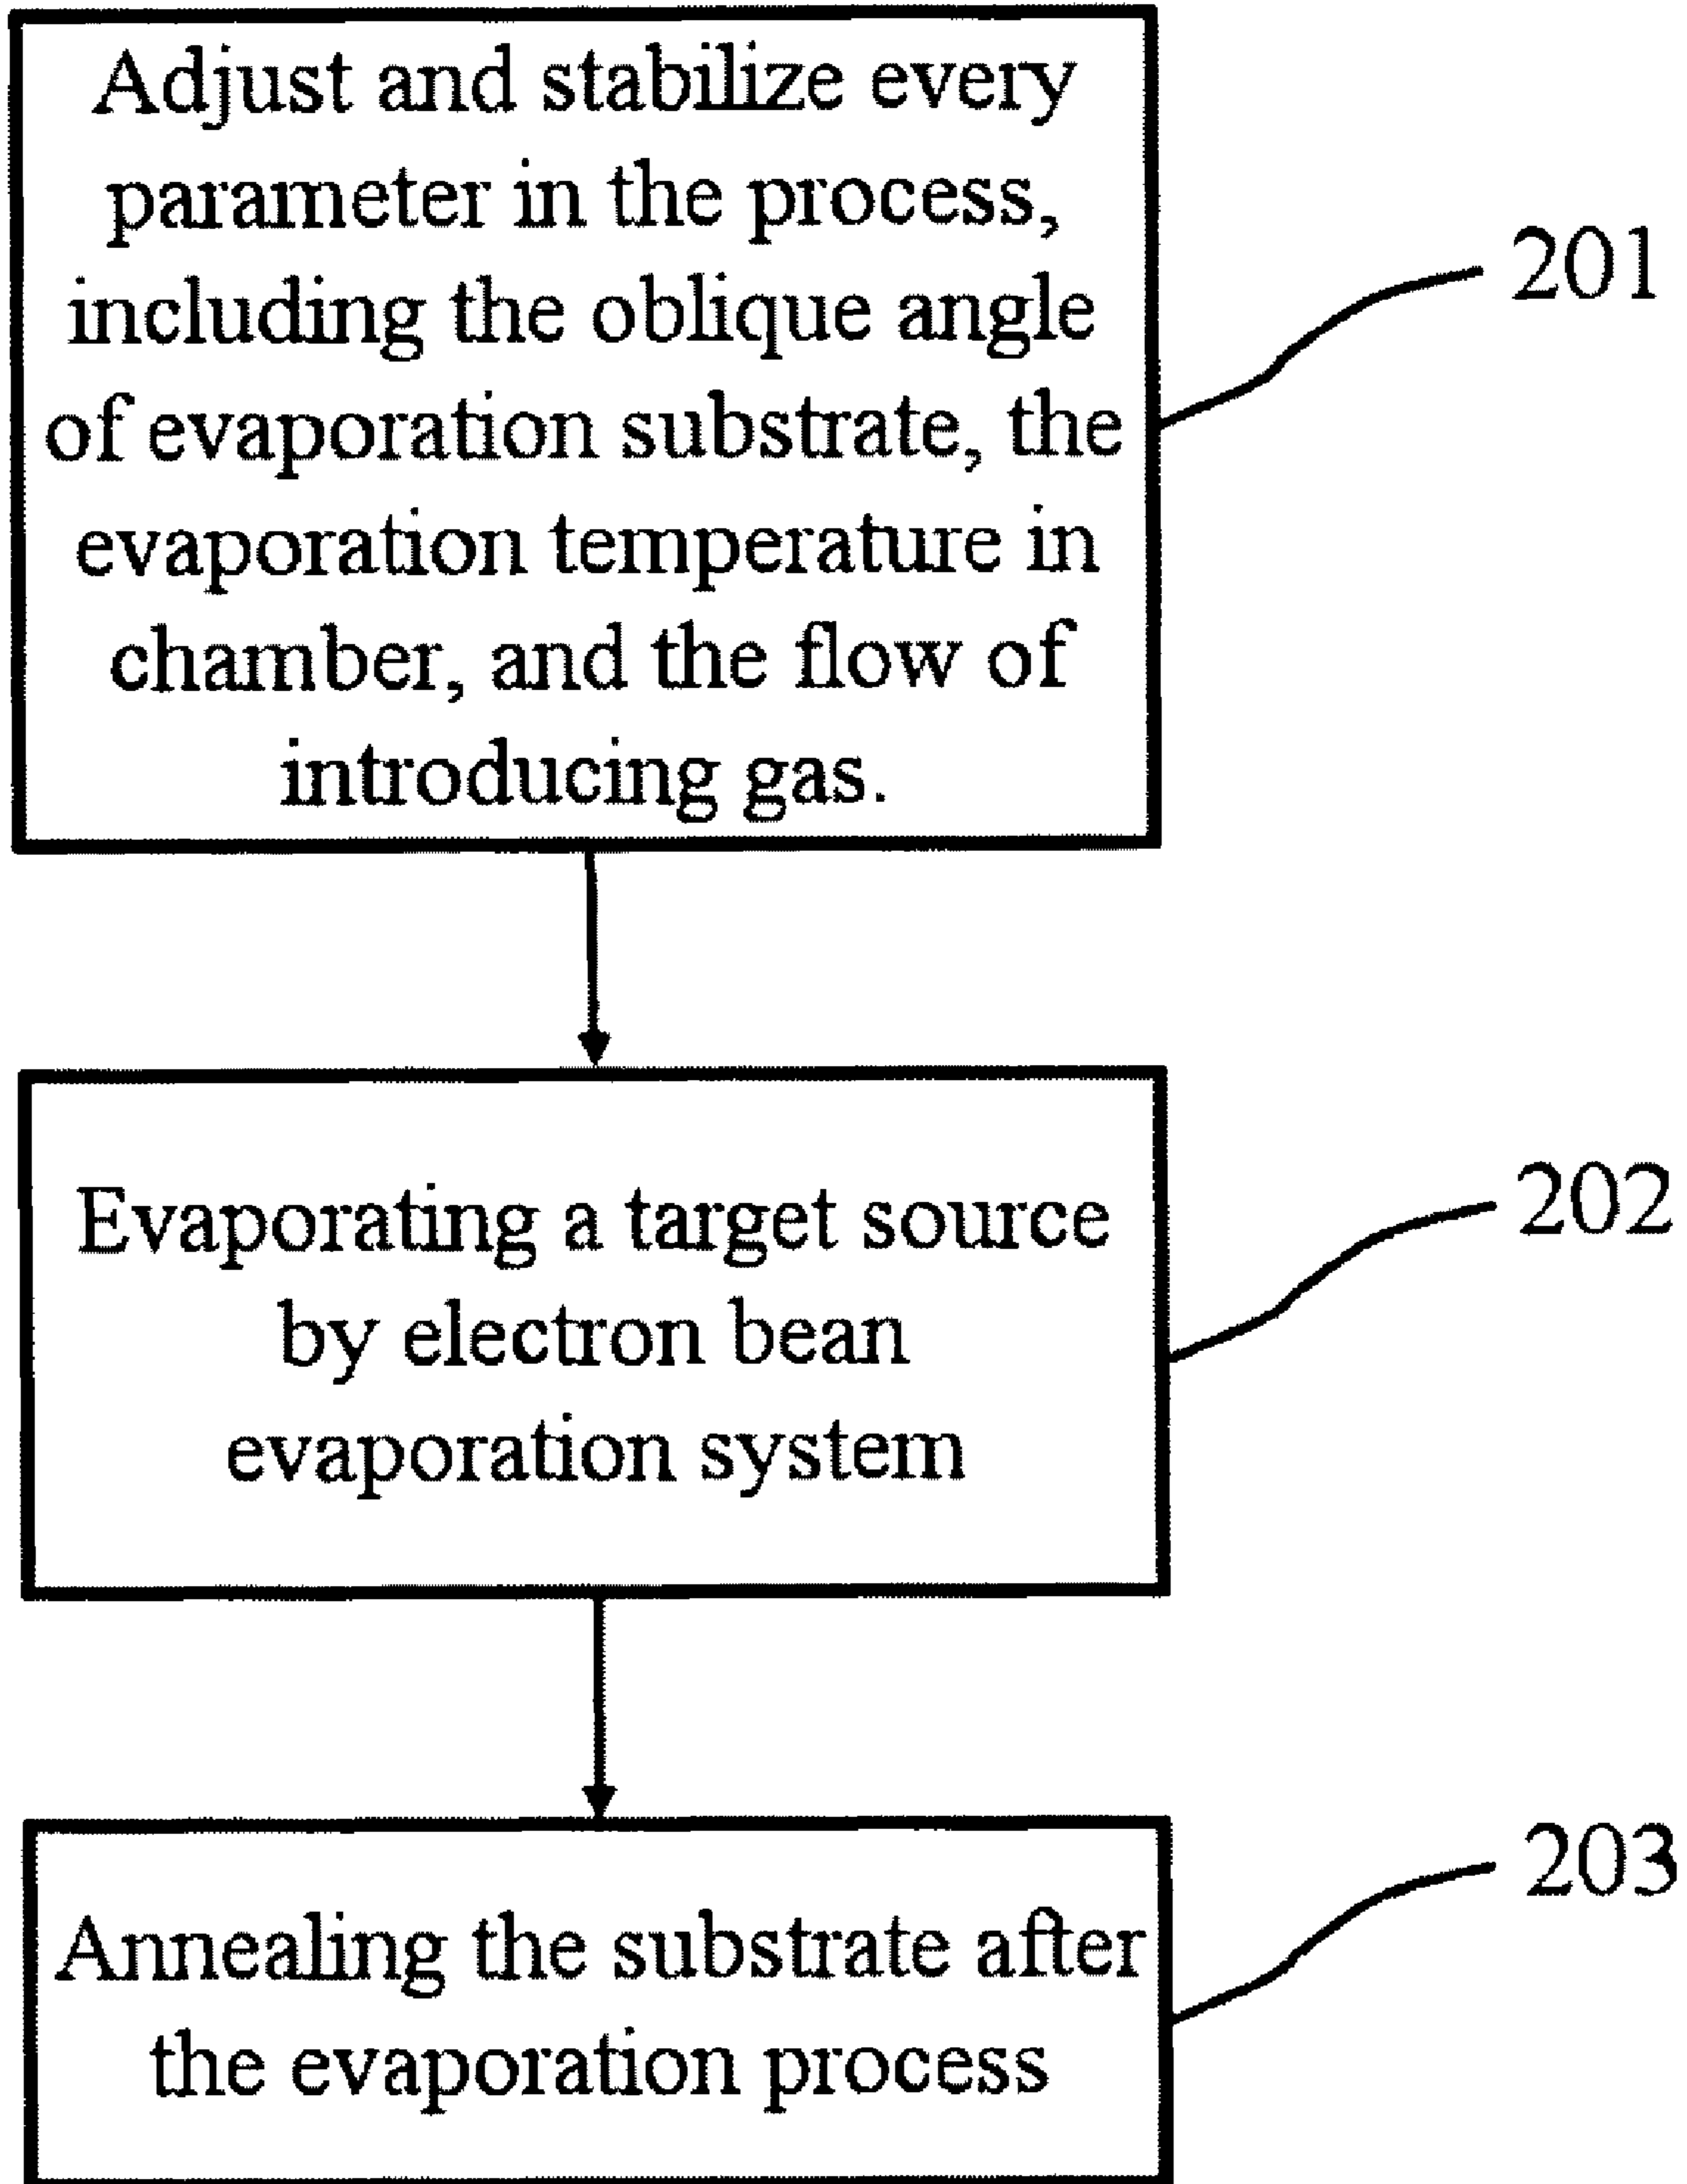 Adjust and stabilize every
parameter in the process,
including the oblique angle
of evaporation substrate, the
evaporation temperature in
chamber, and the flow of
introducing gas.
201
Evaporating a target source
by electron bean
evaporation system
202
Annealing the substrate after
the evaporation process
203